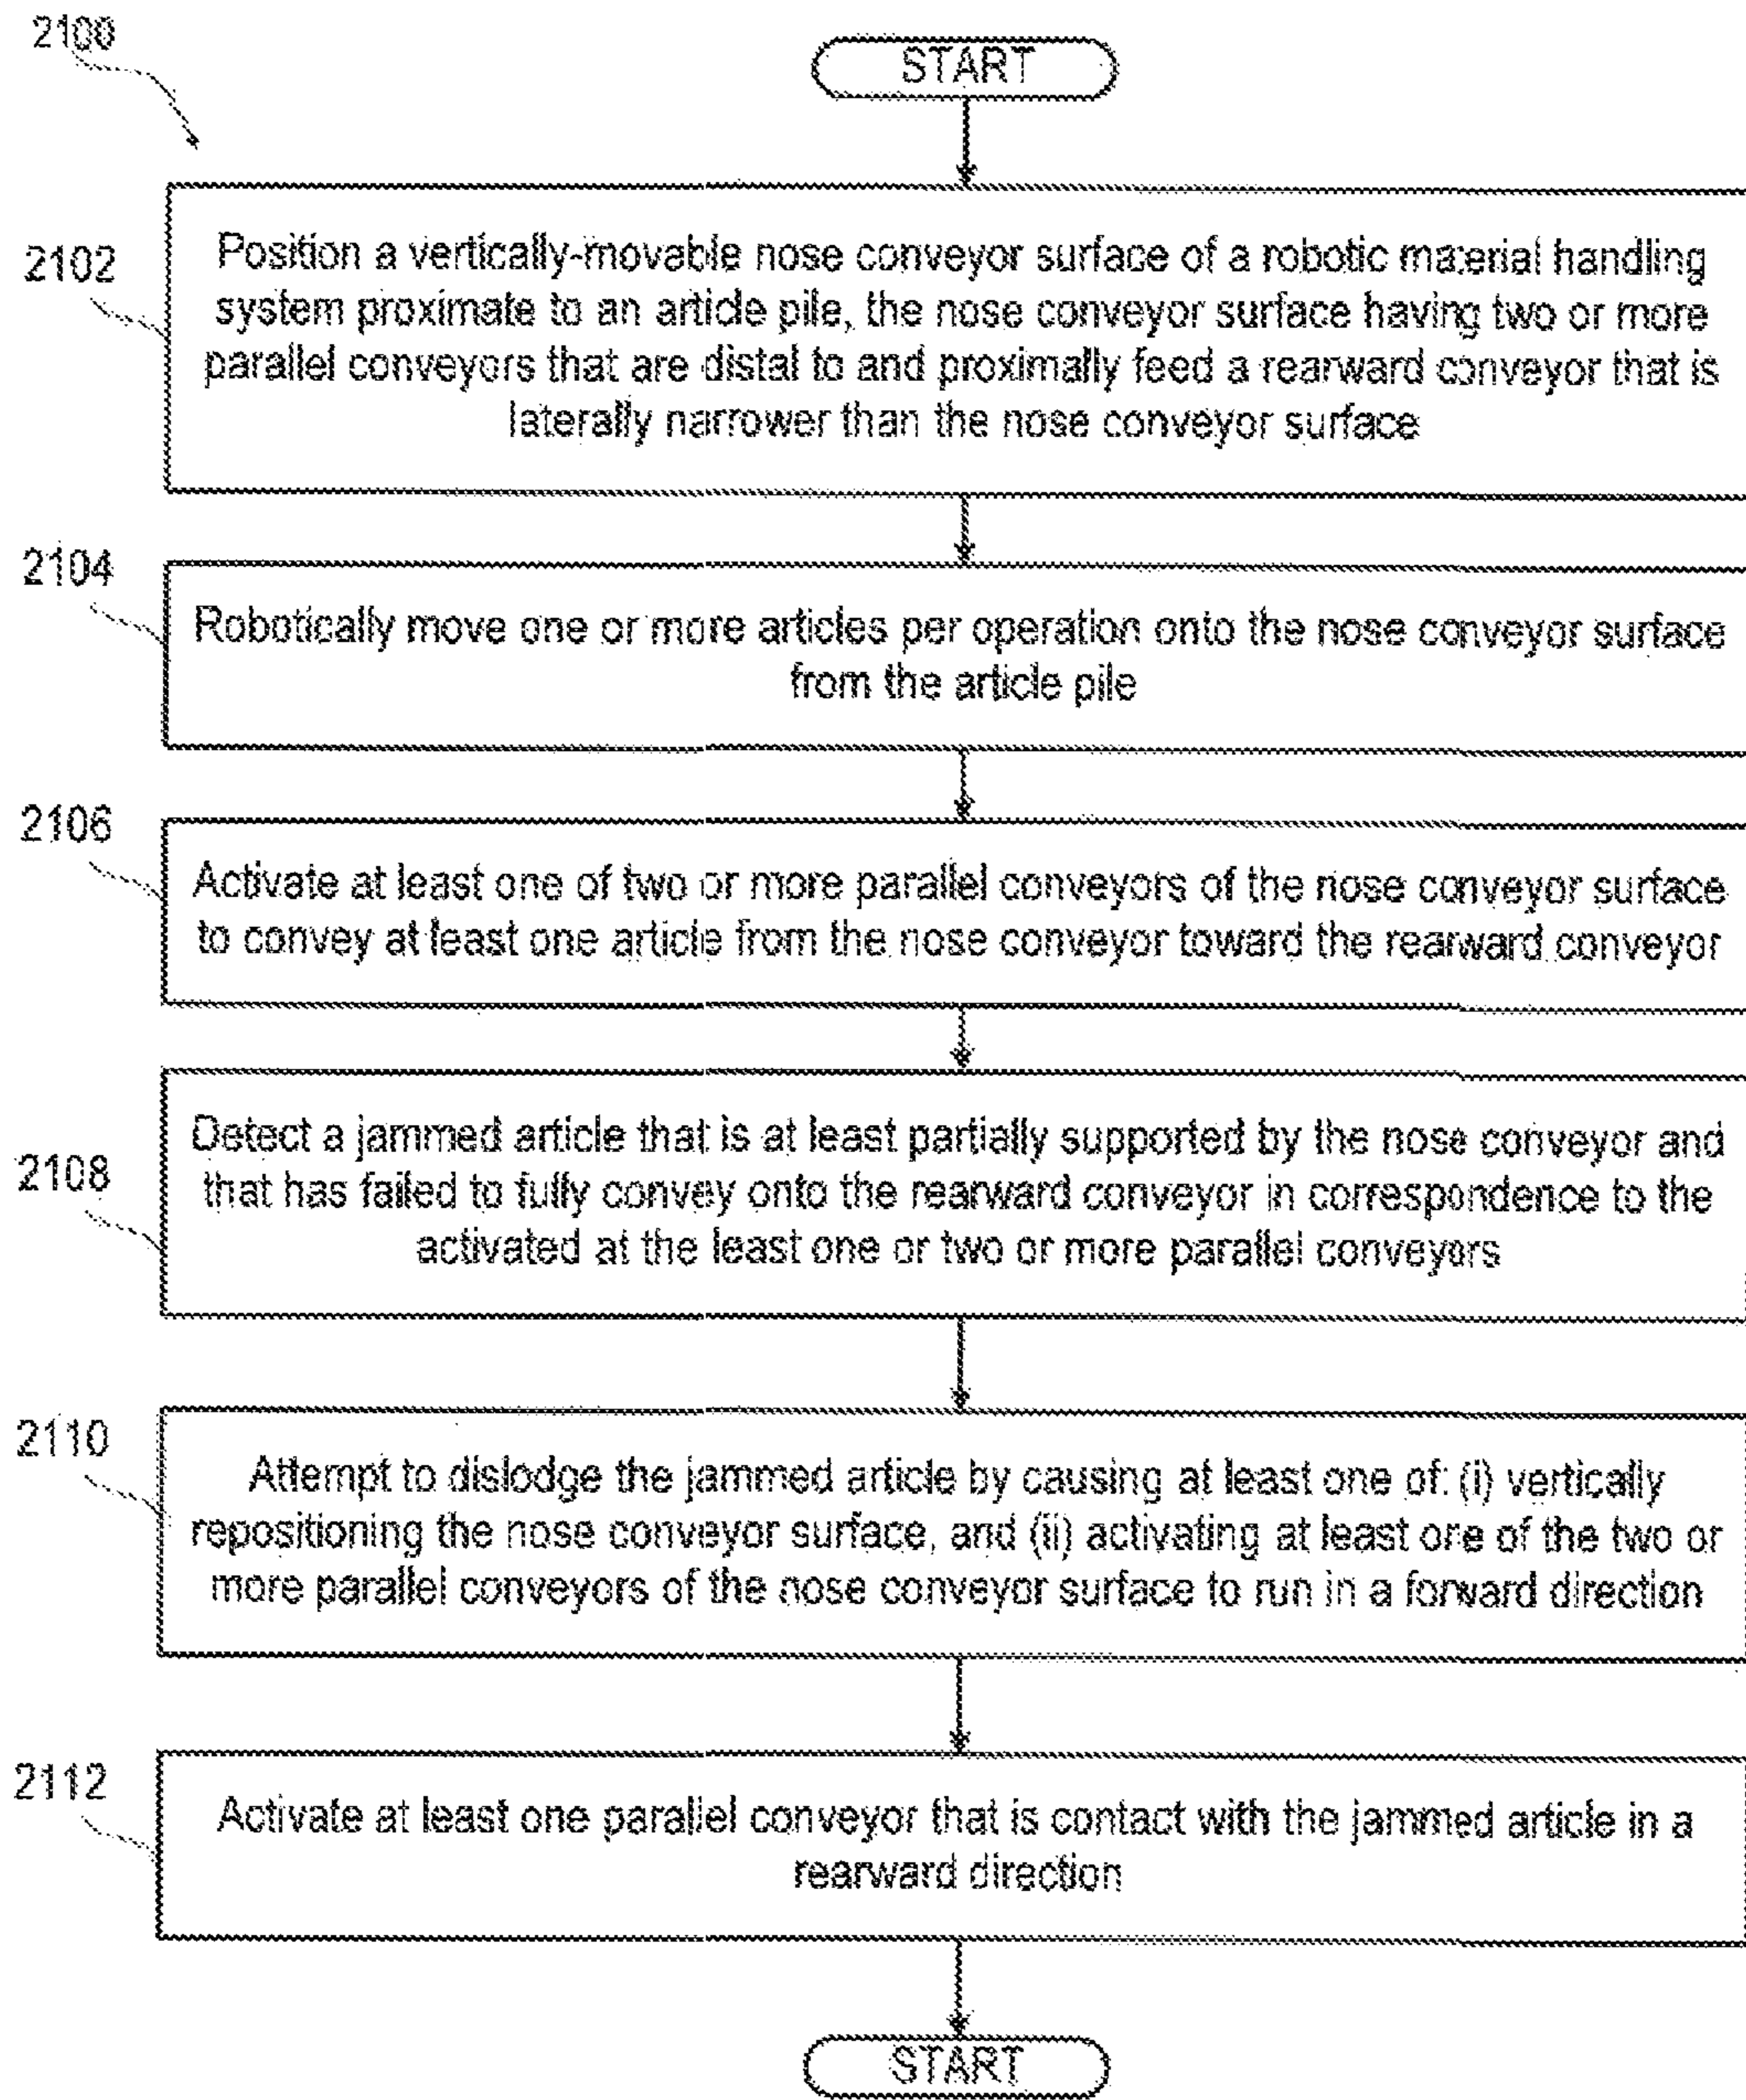 2100
START
2102
Position a vertically-movable nose conveyor surface of a robotic material handling
system proximate to an article pile, the nose conveyor surface having two or more
parallel conveyors that are distal to and proximally feed a rearward conveyor that is
laterally narrower than the nose conveyor surface
2104
Robotically move one or more articles per operation onto the nose conveyor surface
from the article pile
2106
Activate at least one of two or more parallel conveyors of the nose conveyor surface
to convey at least one article from the nose conveyor toward the rearward conveyor
2108
Detect a jammed article that is at least partially supported by the nose conveyor and
that has failed to fully convey onto the rearward conveyor in correspondence to the
activated at the least one or two or more parallel conveyors
2110
Attempt to dislodge the jammed article by causing at least one of: (i) vertically
repositioning the nose conveyor surface, and (ii) activating at least one of the two or
more parallel conveyors of the nose conveyor surface to run in a forward direction
2112
Activate at least one parallel conveyor that is contact with the jammed article in a
rearward direction
START